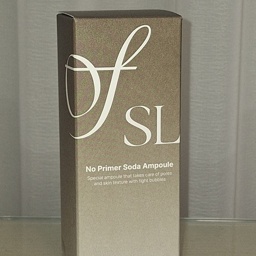 SL
No Primer Soda Ampoule
Special ampoule that takes care of pores
and skin texture with tight bubbles